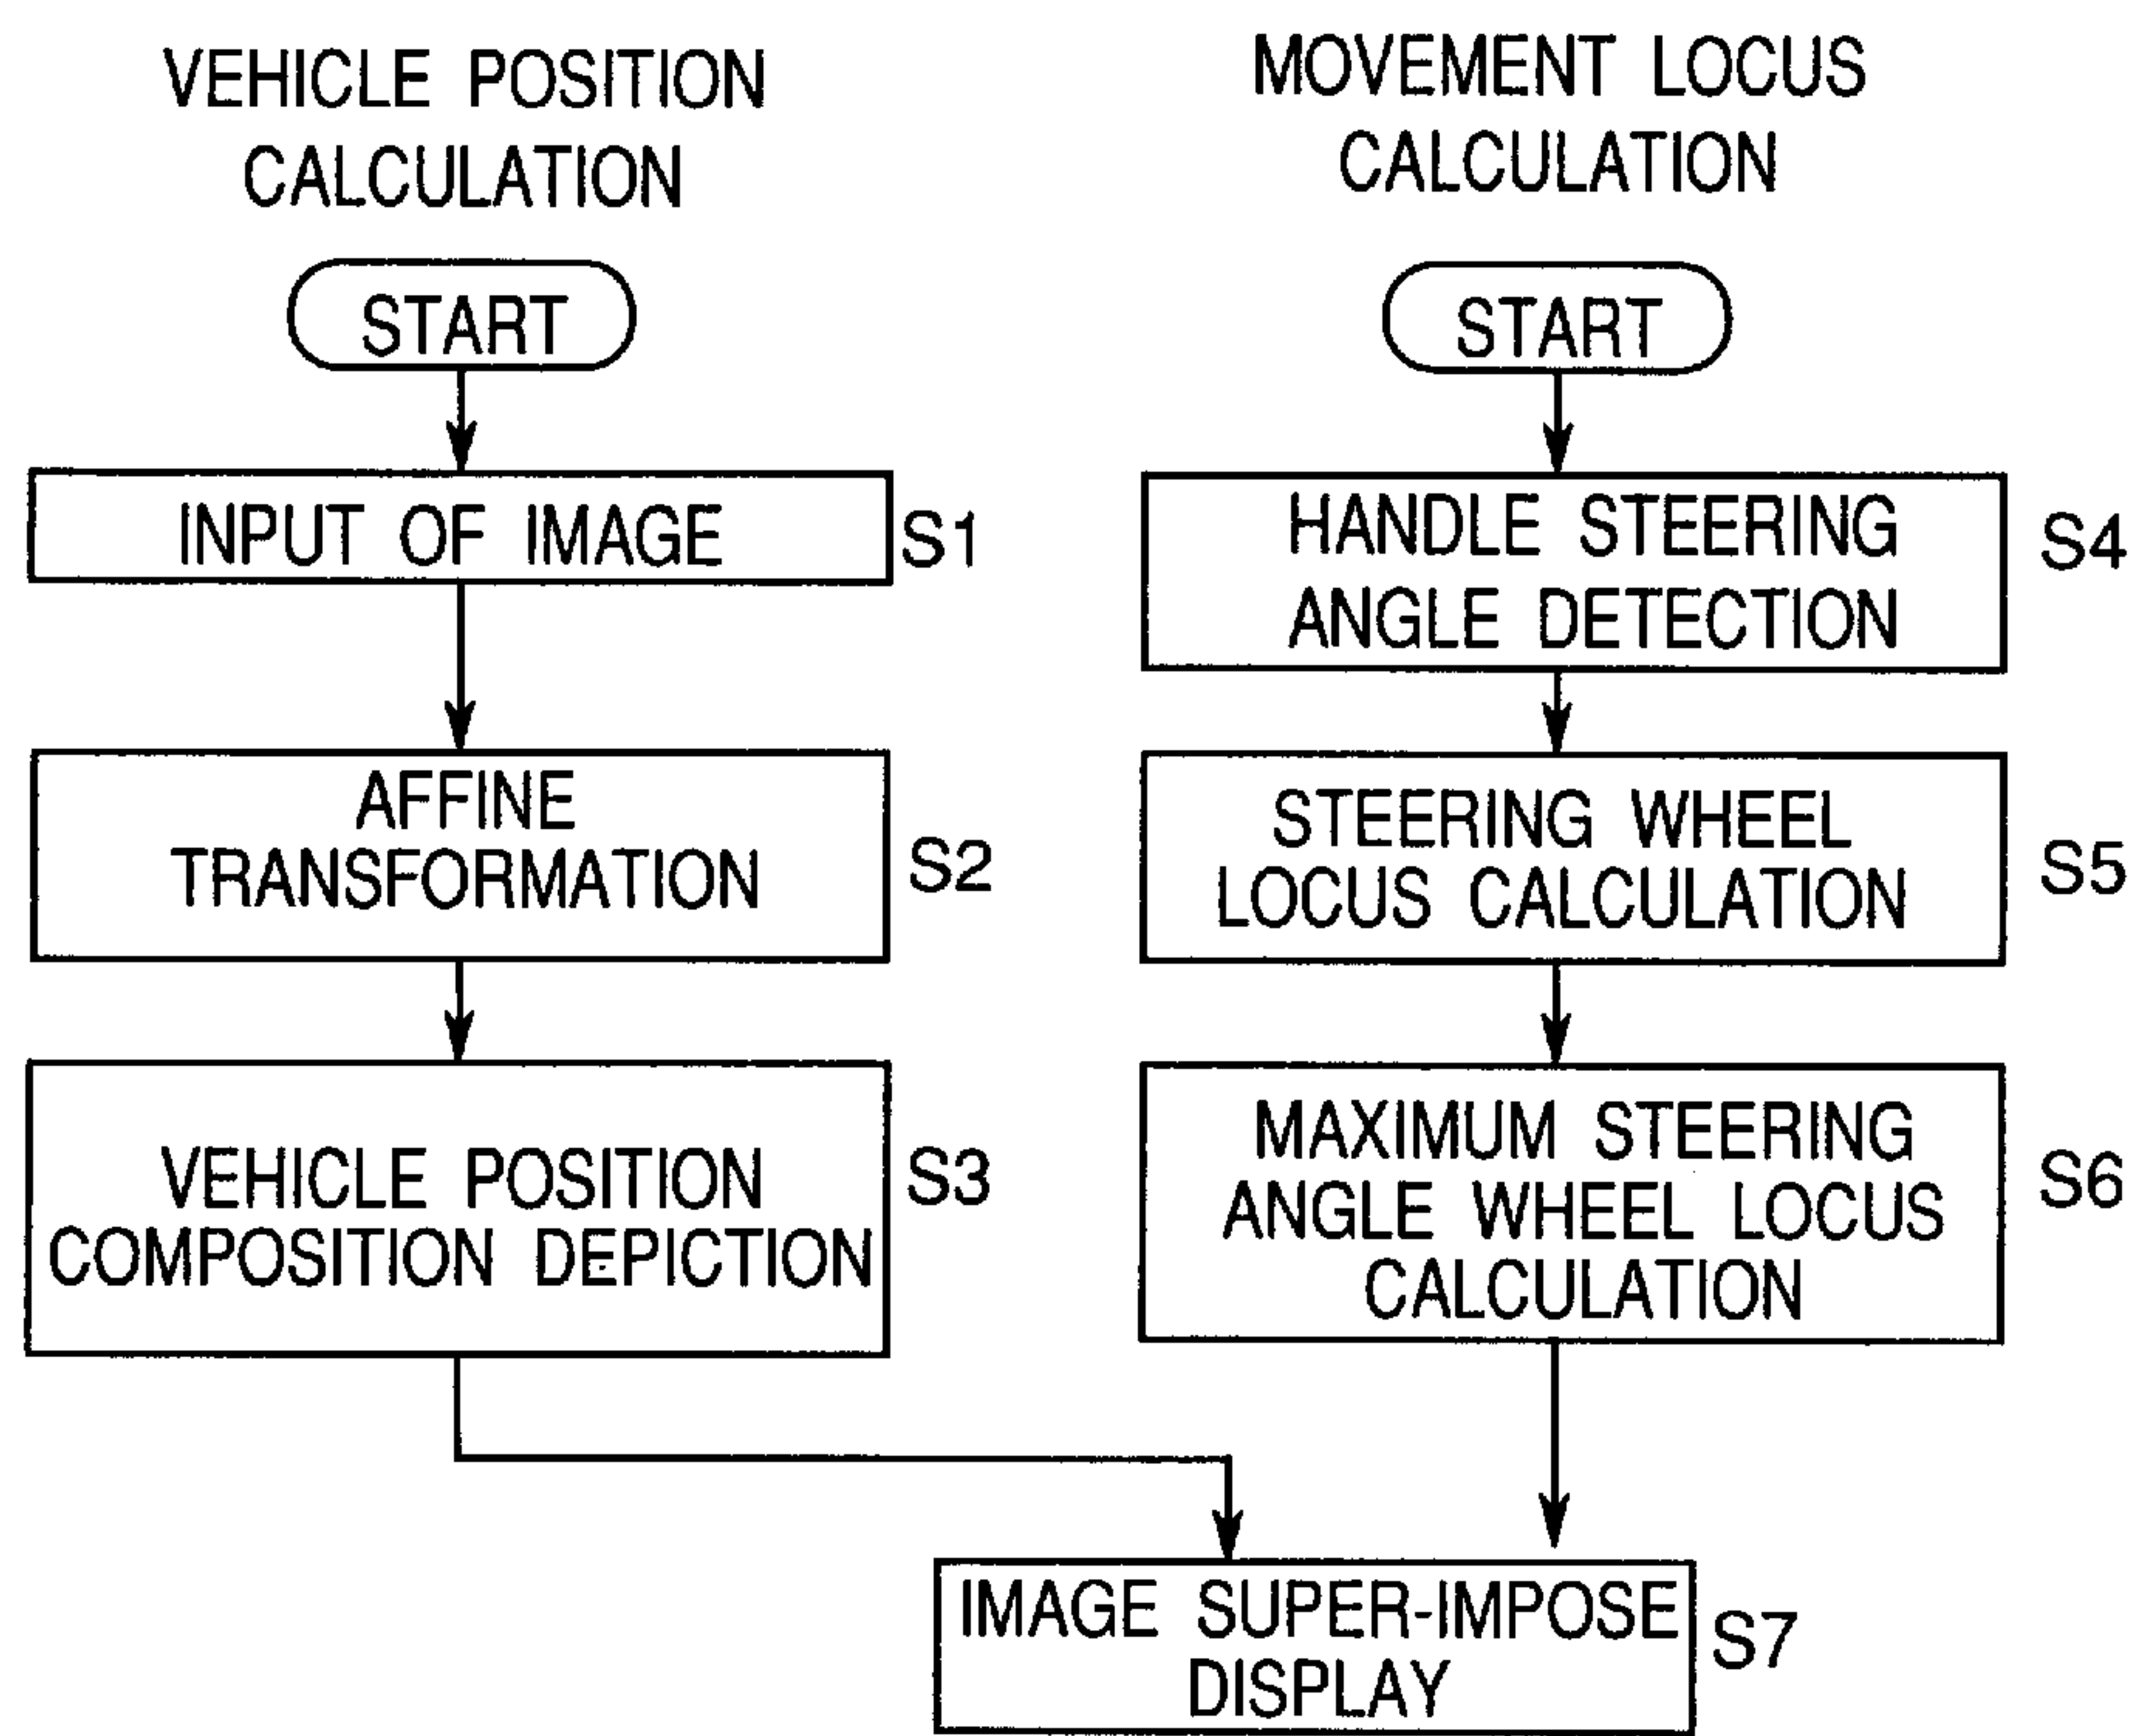 VEHICLE POSITION
CALCULATION
START
INPUT OF IMAGE
S1
AFFINE
TRANSFORMATION
S2
VEHICLE POSITION
COMPOSITION DEPICTION
S3
MOVEMENT LOCUS
CALCULATION
START
HANDLE STEERING
ANGLE DETECTION
S4
STEERING WHEEL
LOCUS CALCULATION
S5
MAXIMUM STEERING
ANGLE WHEEL LOCUS
CALCULATION
S6
IMAGE SUPER-IMPOSE
DISPLAY
S7